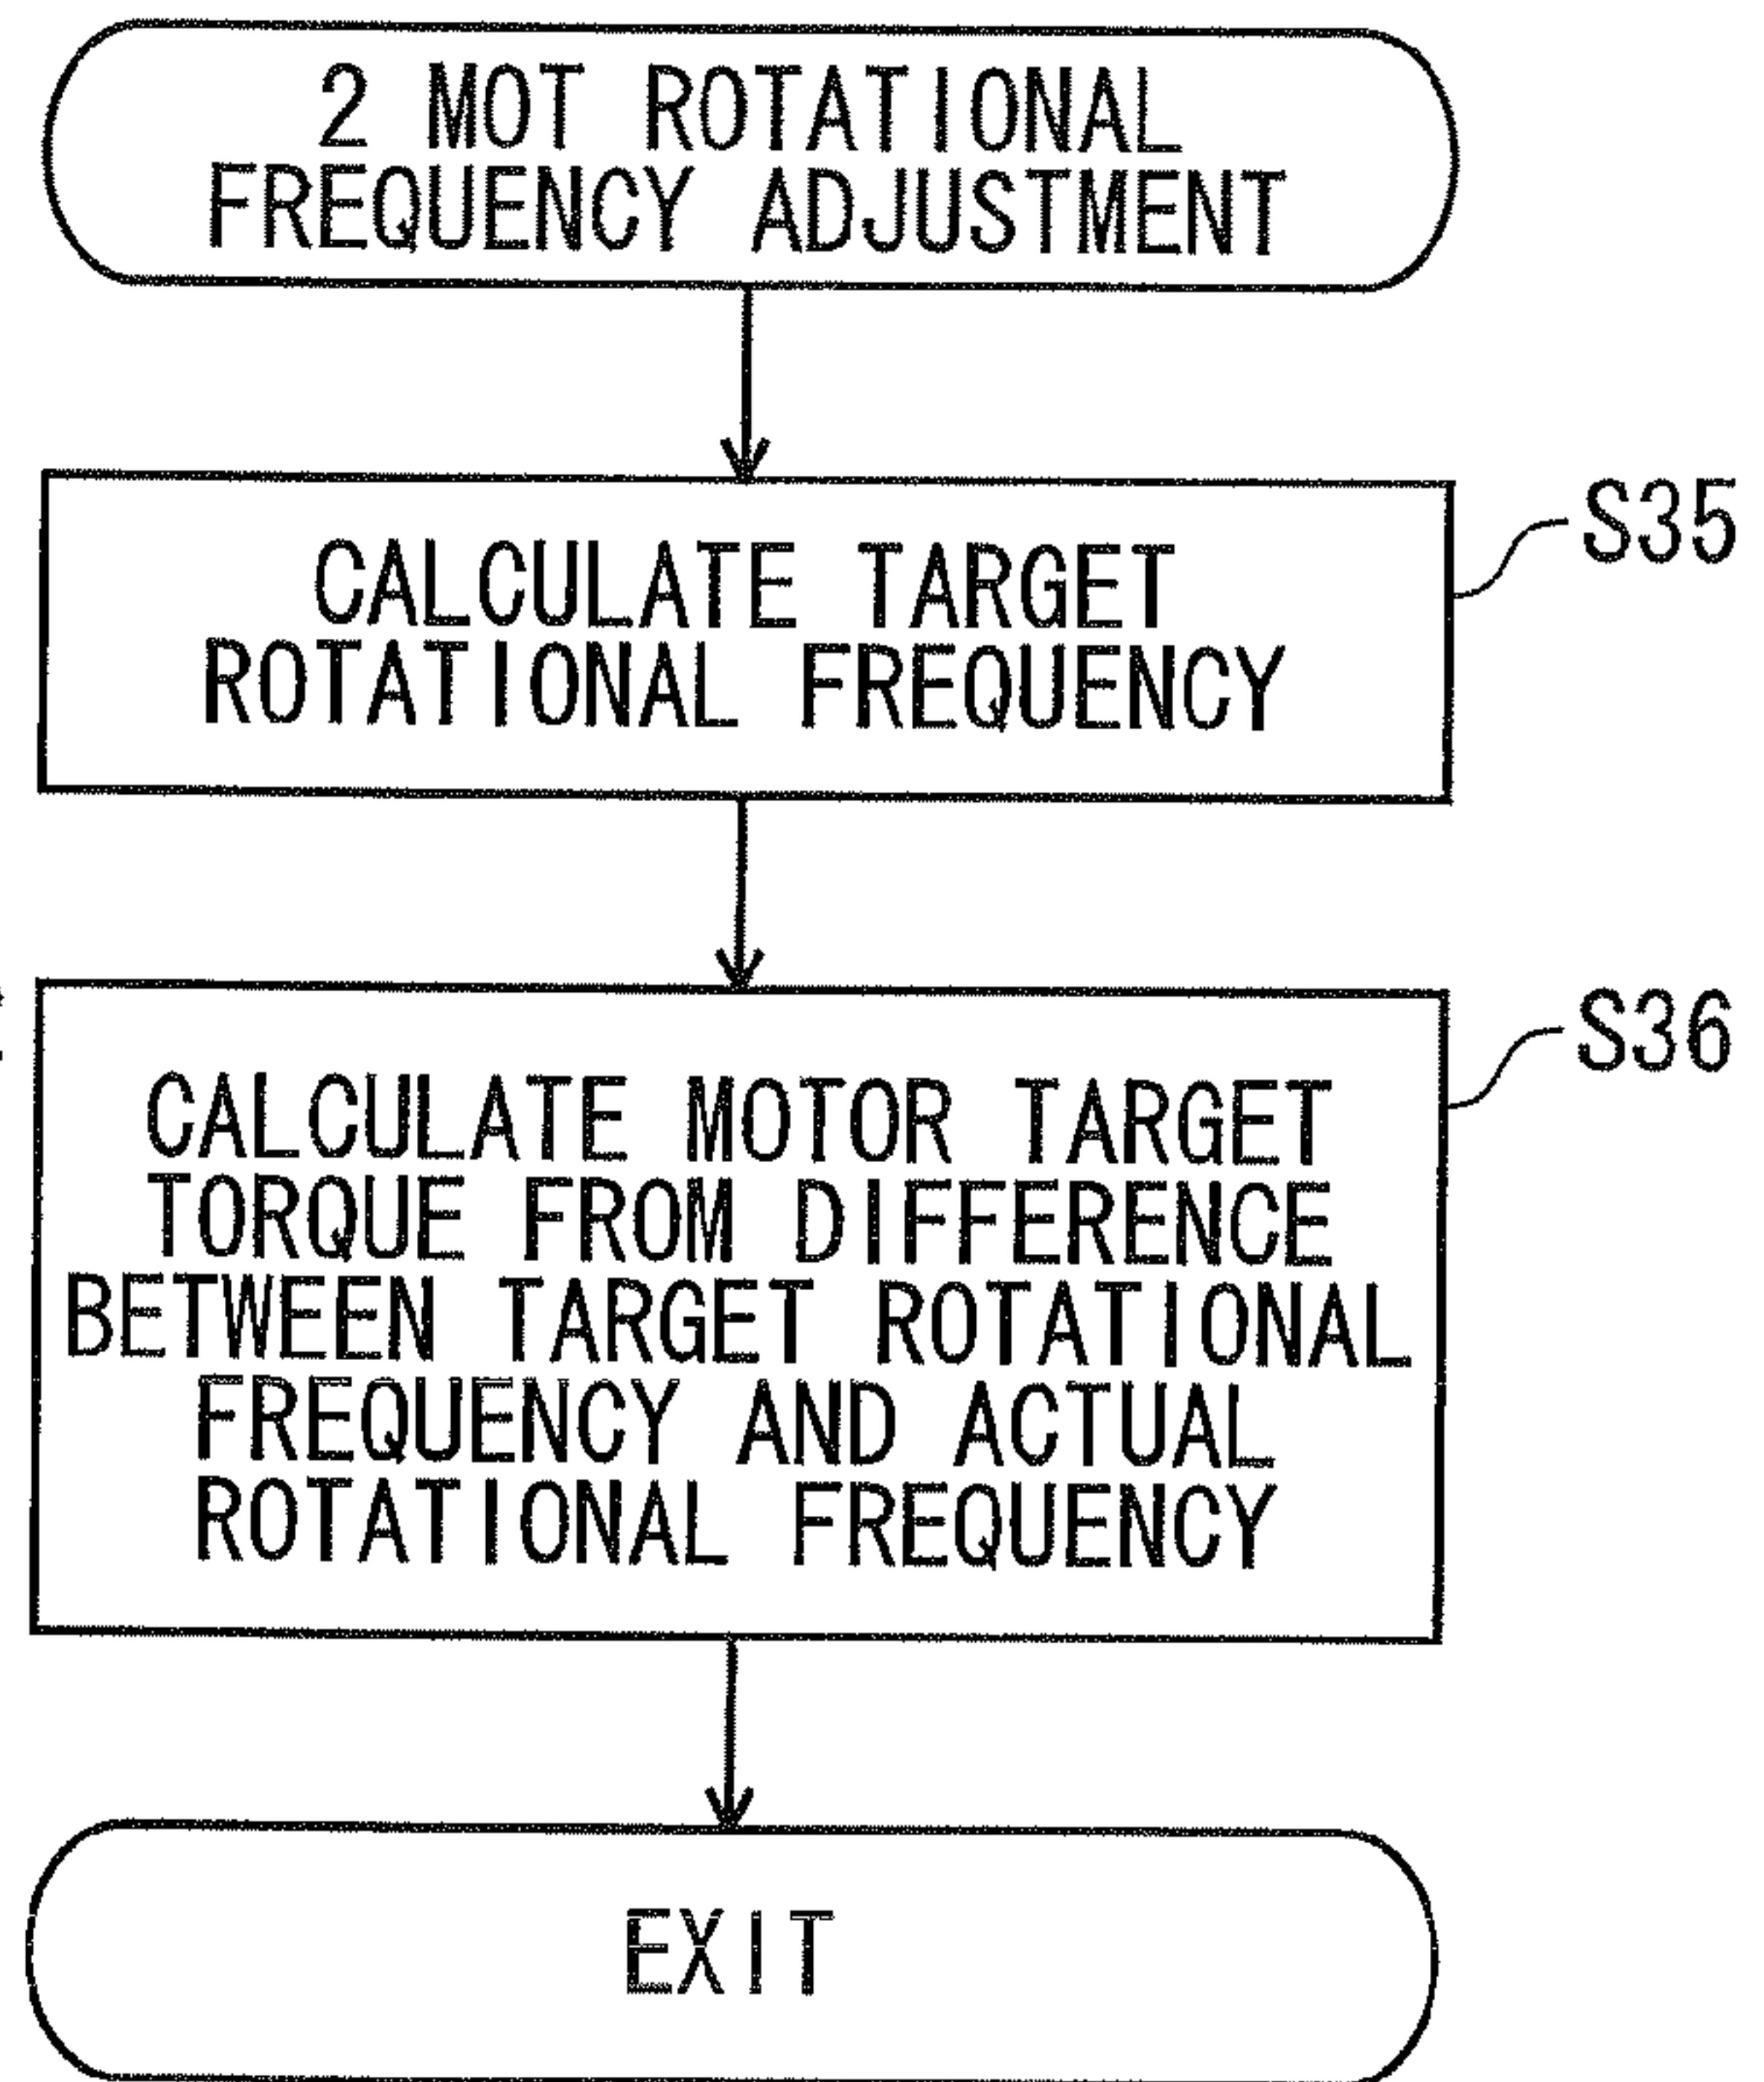 2 MOT ROTATIONAL
FREQUENCY ADJUSTMENT
CALCULATE TARGET
ROTATIONAL FREQUENCY
S35
CALCULATE MOTOR TARGET
TORQUE FROM DIFFERENCE
BETWEEN TARGET ROTATIONAL
FREQUENCY AND ACTUAL
ROTATIONAL FREQUENCY
S36
EXIT